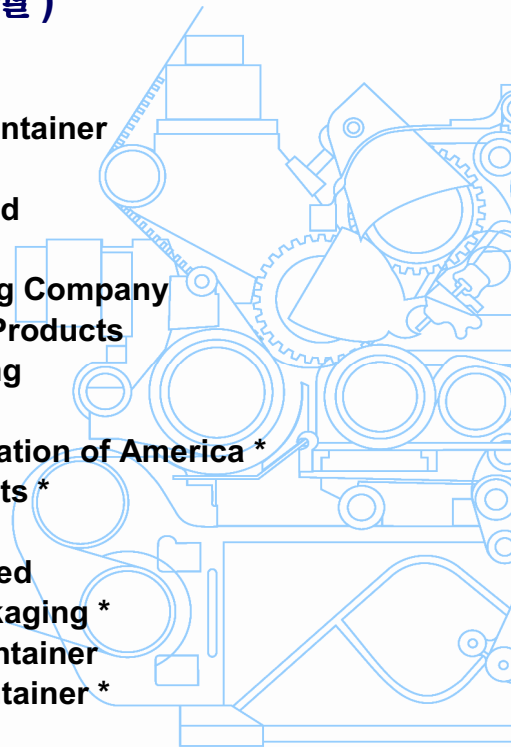 )
ntainer
d
g Company
Products
ng
ation of America *
ts *
ed
kaging *
ntainer
tainer *